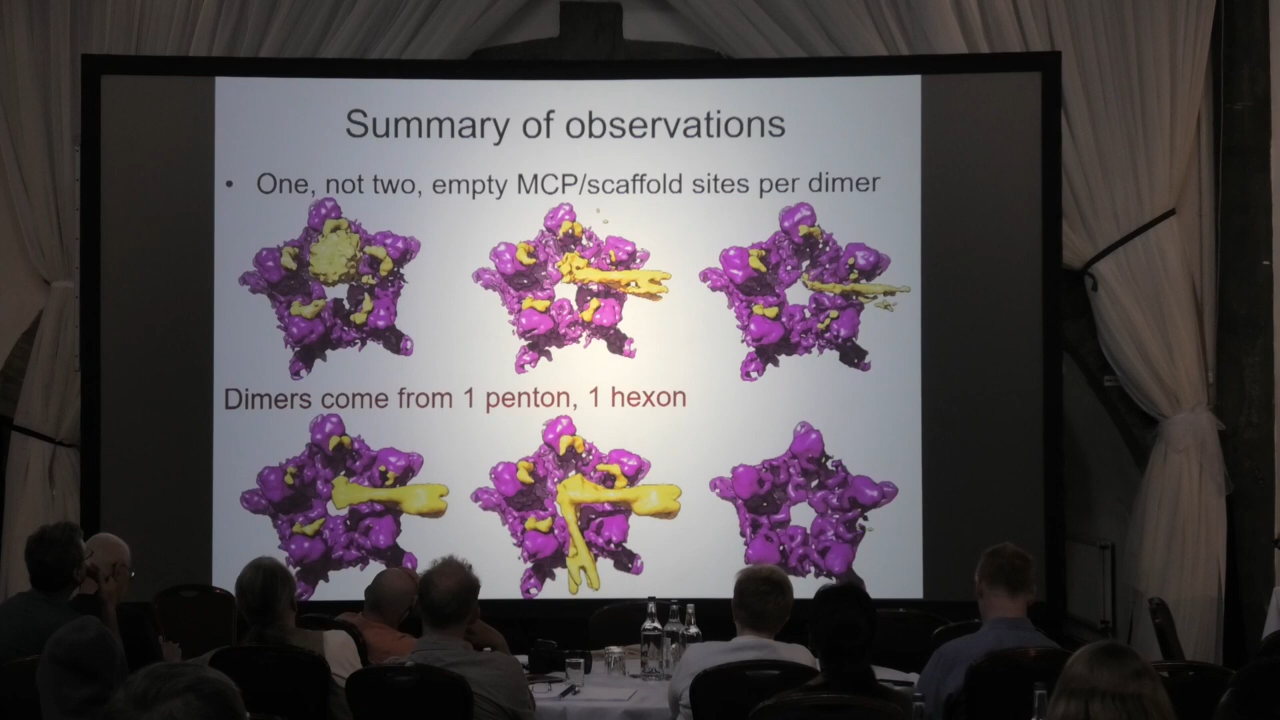 Summary of observations
• One, not two, empty MCP/scaffold sites per dimer
Dimers come from 1 penton, 1 hexon